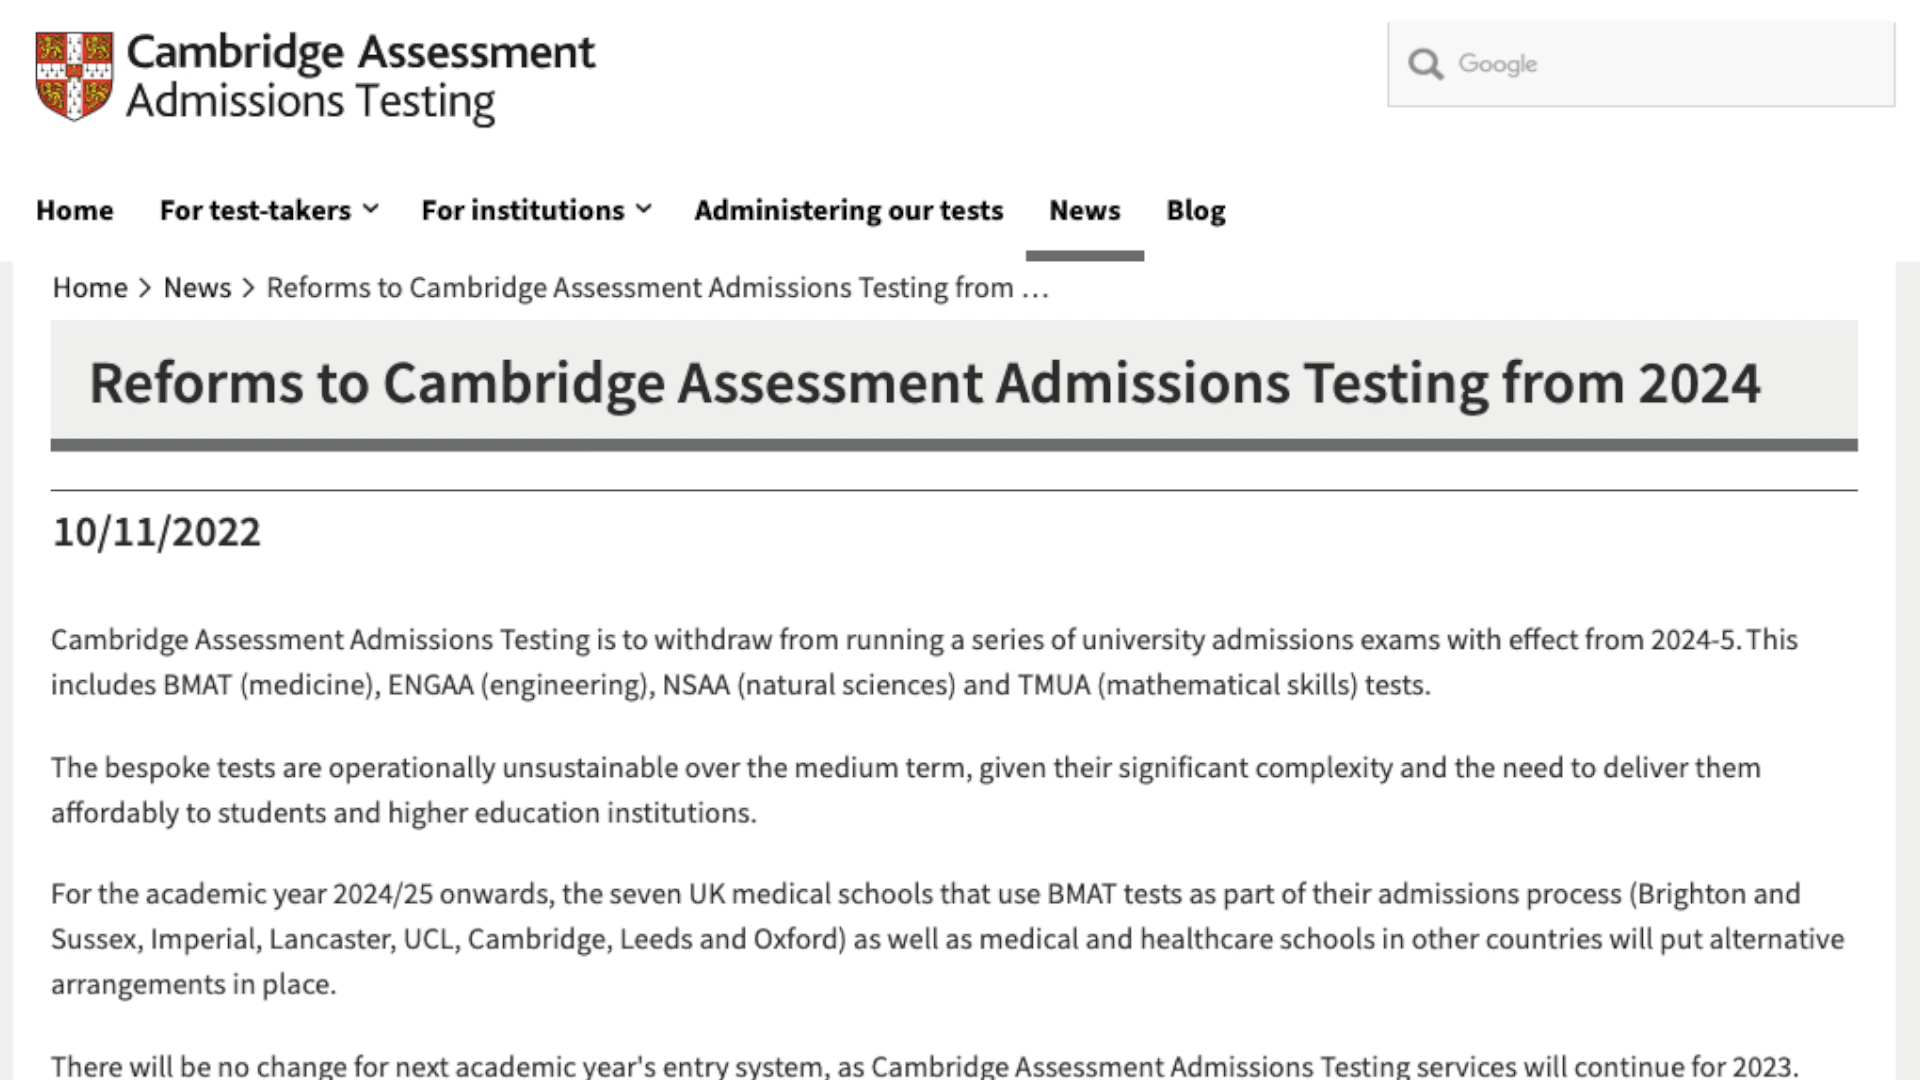 Cambridge Assessment
Admissions Testing
Google
Home For test-takers For institutions Administering our tests News Blog
Home > News > Reforms to Cambridge Assessment Admissions Testing from …
Reforms to Cambridge Assessment Admissions Testing from 2024
10/11/2022
Cambridge Assessment Admissions Testing is to withdraw from running a series of university admissions exams with effect from 2024-5. This
includes BMAT (medicine), ENGAA (engineering), NSAA (natural sciences) and TMUA (mathematical skills) tests.
The bespoke tests are operationally unsustainable over the medium term, given their significant complexity and the need to deliver them
affordably to students and higher education institutions.
For the academic year 2024/25 onwards, the seven UK medical schools that use BMAT tests as part of their admissions process (Brighton and
Sussex, Imperial, Lancaster, UCL, Cambridge, Leeds and Oxford) as well as medical and healthcare schools in other countries will put alternative
arrangements in place.
There will be no change for next academic year's entry system, as Cambridge Assessment Admissions Testing services will continue for 2023.